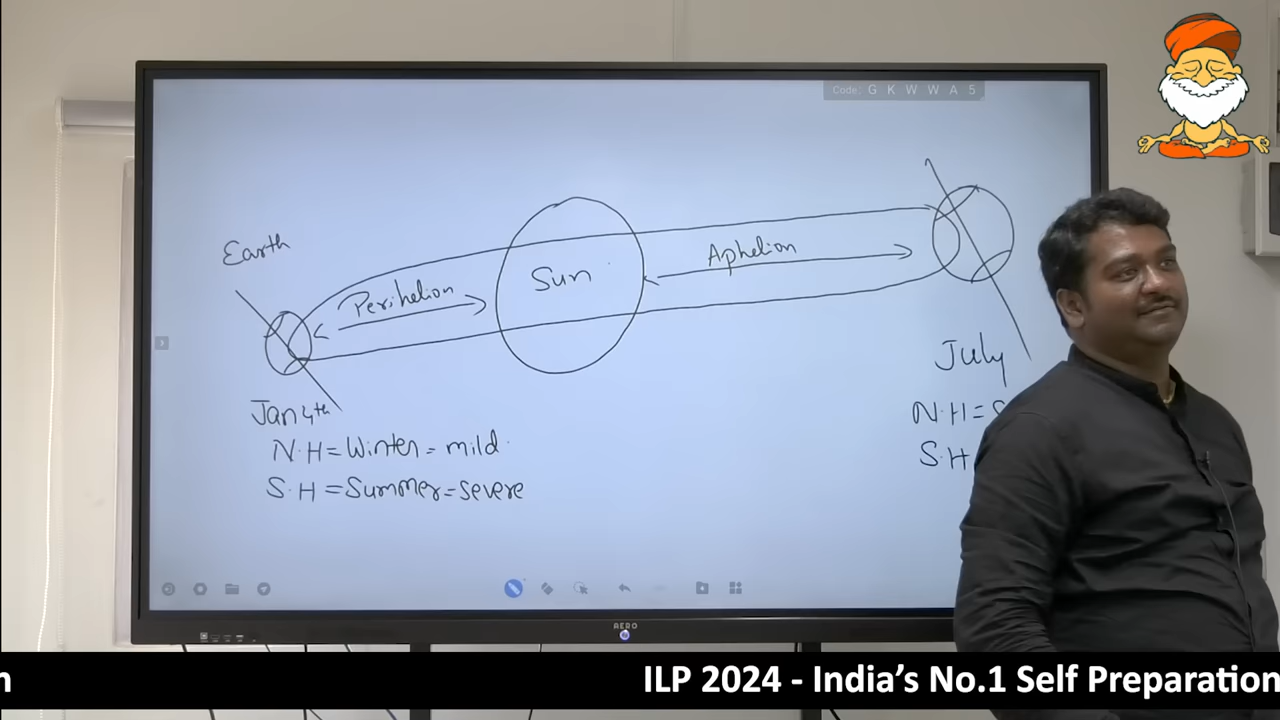 Code: G K W W A 5
Earth
Perihelion
Sun
Aphelion
Jan 4th
N.H = Winter = mild
S.H = Summer = severe
July
N.H =
S.H
AERO
ILP 2024 - India’s No.1 Self Preparation